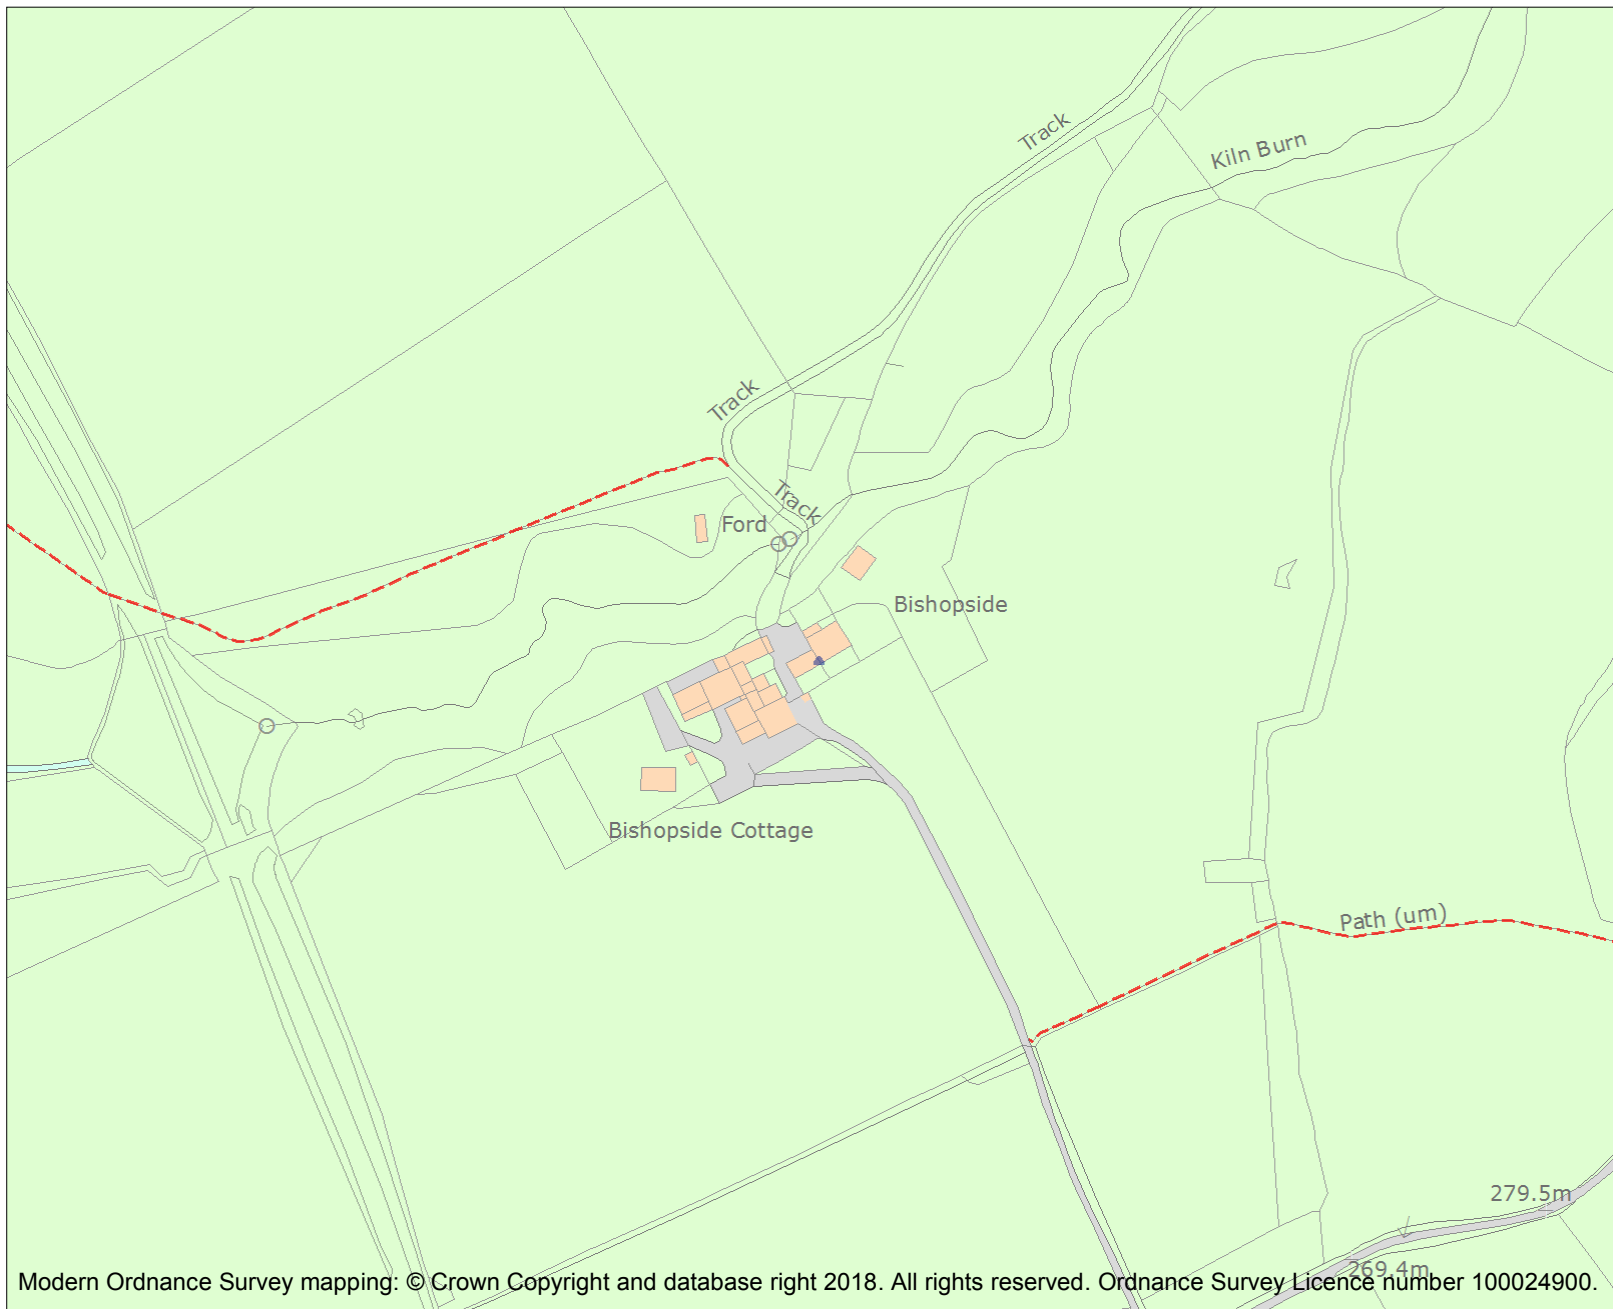 Track
Kiln Burn
Track
Track
Ford
Bishopside
Bishopside Cottage
Path (um)
279.5m
269.4m
Modern Ordnance Survey mapping: © Crown Copyright and database right 2018. All rights reserved. Ordnance Survey Licence number 100024900.